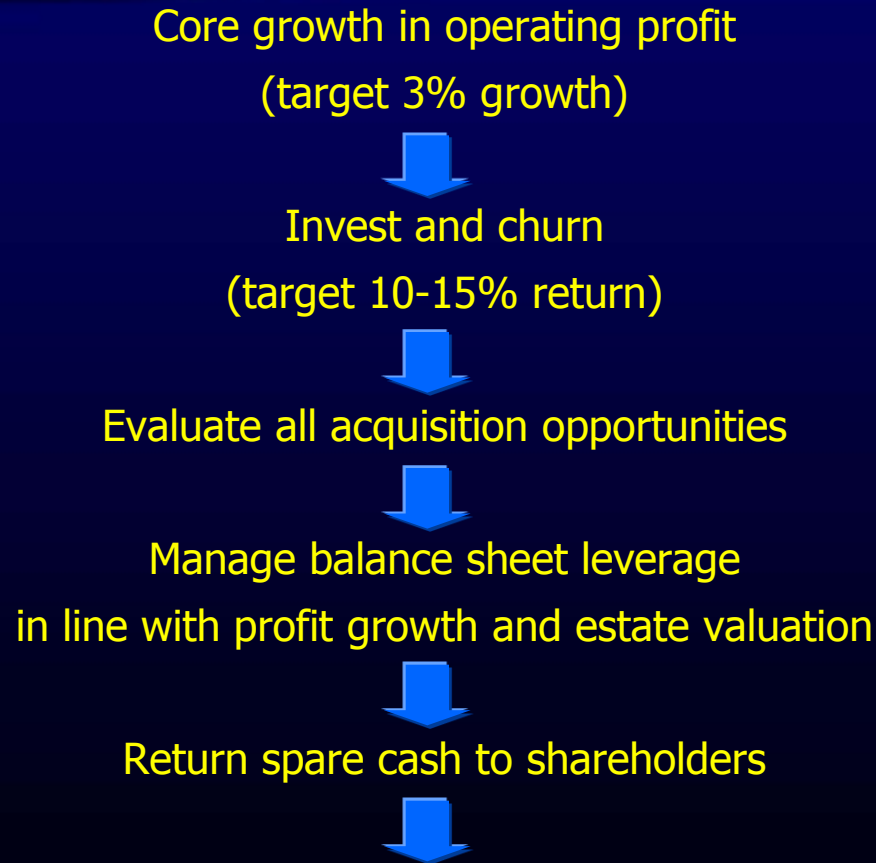 Core growth in operating profit
(target 3% growth)
Invest and churn
(target 10-15% return)
Evaluate all acquisition opportunities
Manage balance sheet leverage
in line with profit growth and estate valuation
Return spare cash to shareholders